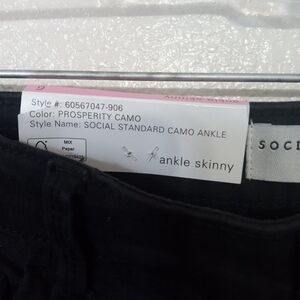 Style #: 60567047-906
Color: PROSPERITY CAMO
Style Name: SOCIAL STANDARD CAMO ANKLE
MIX
Paper
ankle skinny
SOCI